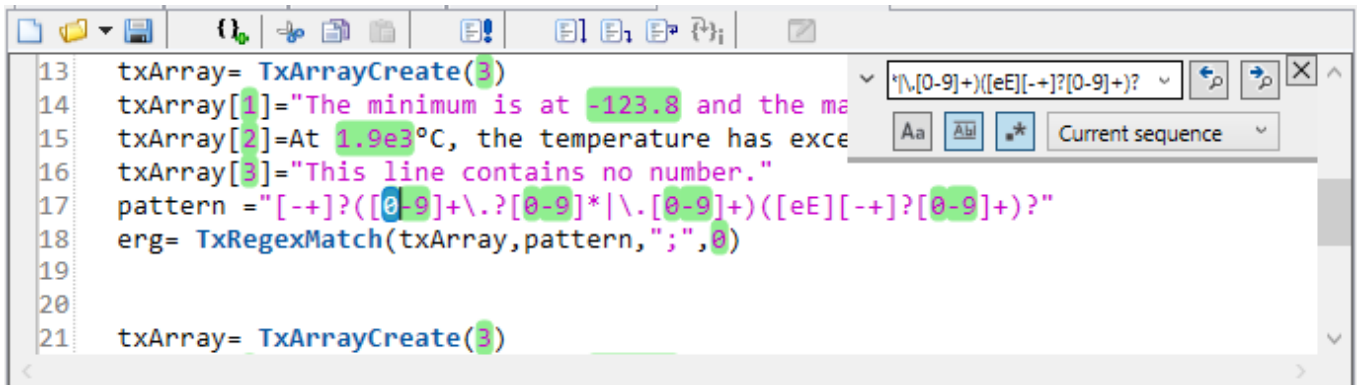 *|\.[0-9]+)([eE][-+]?[0-9]+)?
Aa Ab .* Current sequence
13 txArray= TxArrayCreate(3)
14 txArray[1]="The minimum is at -123.8 and the ma
15 txArray[2]=At 1.9e3°C, the temperature has exce
16 txArray[3]="This line contains no number."
17 pattern ="[-+]?([0-9]+\.?[0-9]*|\.[0-9]+)([eE][-+]?[0-9]+)?"
18 erg= TxRegexMatch(txArray,pattern,";",0)
19
20
21 txArray= TxArrayCreate(3)